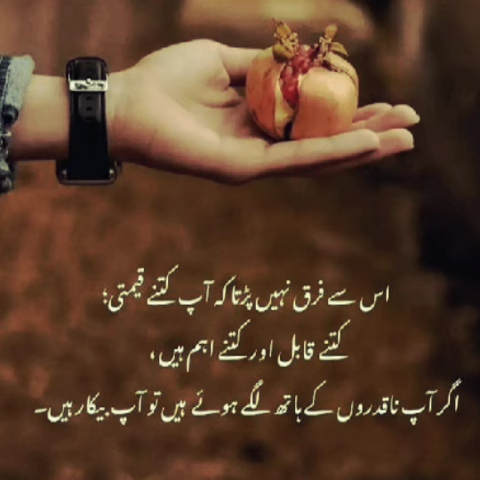 اس سے فرق نہیں پڑتا کہ آپ کتنے قیمتی؛
کتنے قابل اور کتنے اہم ہیں،
اگر آپ ناقدروں کے ہاتھ لگے ہوئے ہیں تو آپ بیکار ہیں۔